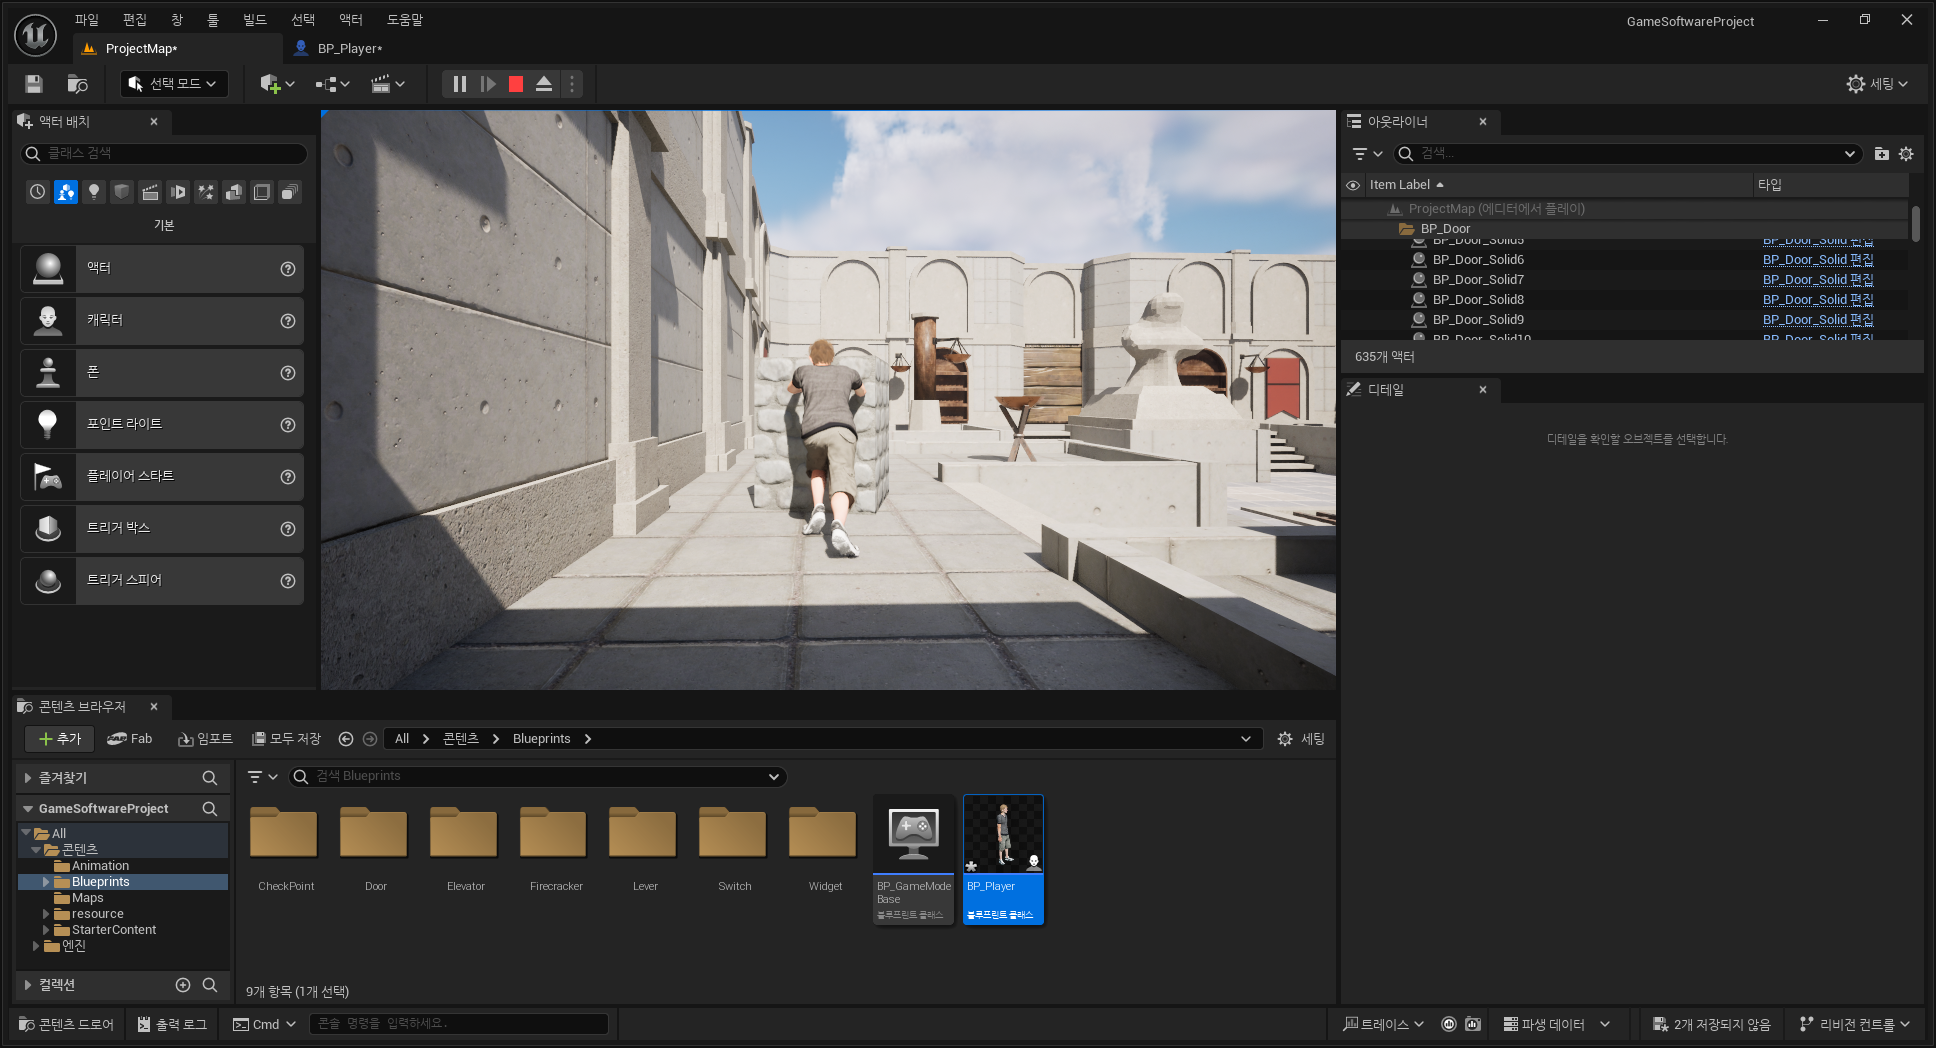 파일 편집 창 툴 빌드 선택 액터 도움말
GameSoftwareProject
ProjectMap*
BP_Player*
선택 모드
세팅
액터 배치
클래스 검색
기본
액터
캐릭터
폰
포인트 라이트
플레이어 스타트
트리거 박스
트리거 스피어
아웃라이너
검색...
Item Label
타입
ProjectMap (에디터에서 플레이)
BP_Door
BP_Door_Solid5 BP_Door_Solid 편집
BP_Door_Solid6 BP_Door_Solid 편집
BP_Door_Solid7 BP_Door_Solid 편집
BP_Door_Solid8 BP_Door_Solid 편집
BP_Door_Solid9 BP_Door_Solid 편집
BP_Door_Solid10 BP_Door_Solid 편집
635개 액터
디테일
디테일을 확인할 오브젝트를 선택합니다.
콘텐츠 브라우저
추가
Fab
임포트
모두 저장
All
콘텐츠
Blueprints
세팅
즐겨찾기
GameSoftwareProject
All
콘텐츠
Animation
Blueprints
Maps
resource
StarterContent
엔진
컬렉션
검색 Blueprints
CheckPoint
Door
Elevator
Firecracker
Lever
Switch
Widget
BP_GameMode
Base
블루프린트 클래스
BP_Player
블루프린트 클래스
9개 항목 (1개 선택)
콘텐츠 드로어
출력 로그
Cmd
콘솔 명령을 입력하세요.
트레이스
파생 데이터
2개 저장되지 않음
리비전 컨트롤